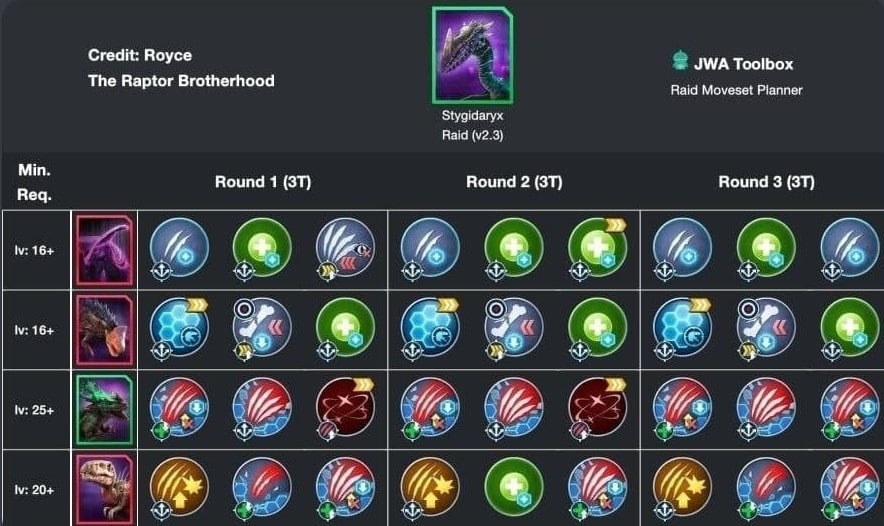 Credit: Royce
The Raptor Brotherhood
Stygidaryx
Raid (v2.3)
JWA Toolbox
Raid Moveset Planner
Min.
Req.
Round 1 (3T)
Round 2 (3T)
Round 3 (3T)
lv: 16+
lv: 16+
lv: 25+
lv: 20+